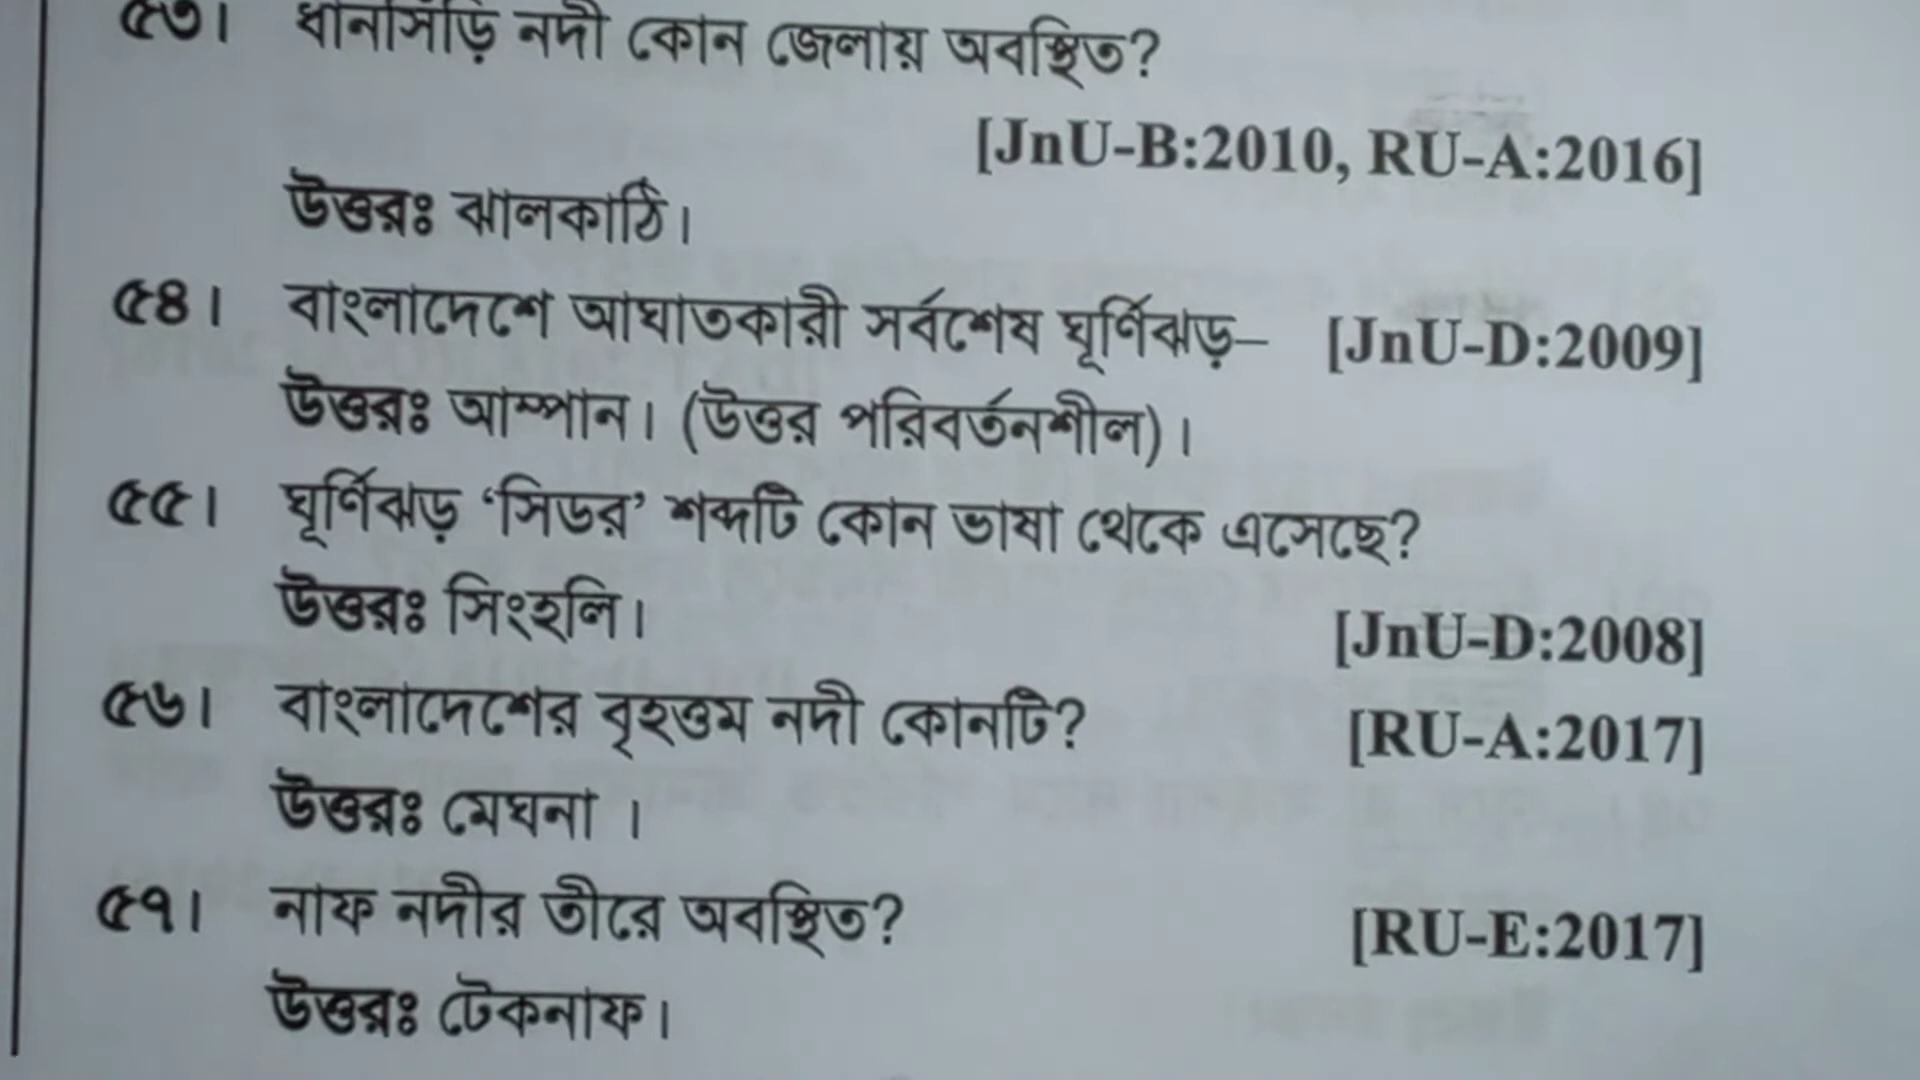 ৫৩। ধানসিঁড়ি নদী কোন জেলায় অবস্থিত?
[JnU-B:2010, RU-A:2016]
উত্তরঃ ঝালকাঠি।
৫৪। বাংলাদেশে আঘাতকারী সর্বশেষ ঘূর্ণিঝড়– [JnU-D:2009]
উত্তরঃ আম্পান। (উত্তর পরিবর্তনশীল)।
৫৫। ঘূর্ণিঝড় ‘সিডর’ শব্দটি কোন ভাষা থেকে এসেছে?
উত্তরঃ সিংহলি। [JnU-D:2008]
৫৬। বাংলাদেশের বৃহত্তম নদী কোনটি? [RU-A:2017]
উত্তরঃ মেঘনা ।
৫৭। নাফ নদীর তীরে অবস্থিত? [RU-E:2017]
উত্তরঃ টেকনাফ।